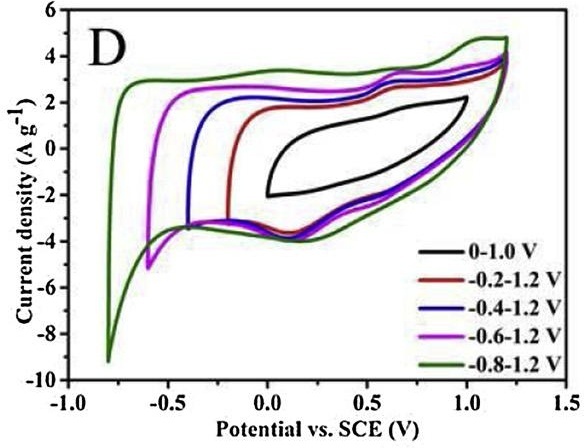 D
6
4
2
0
-2
-4
-6
-8
-10
Current density (A g-1)
0-1.0 V
-0.2-1.2 V
-0.4-1.2 V
-0.6-1.2 V
-0.8-1.2 V
-1.0 -0.5 0.0 0.5 1.0 1.5
Potential vs. SCE (V)